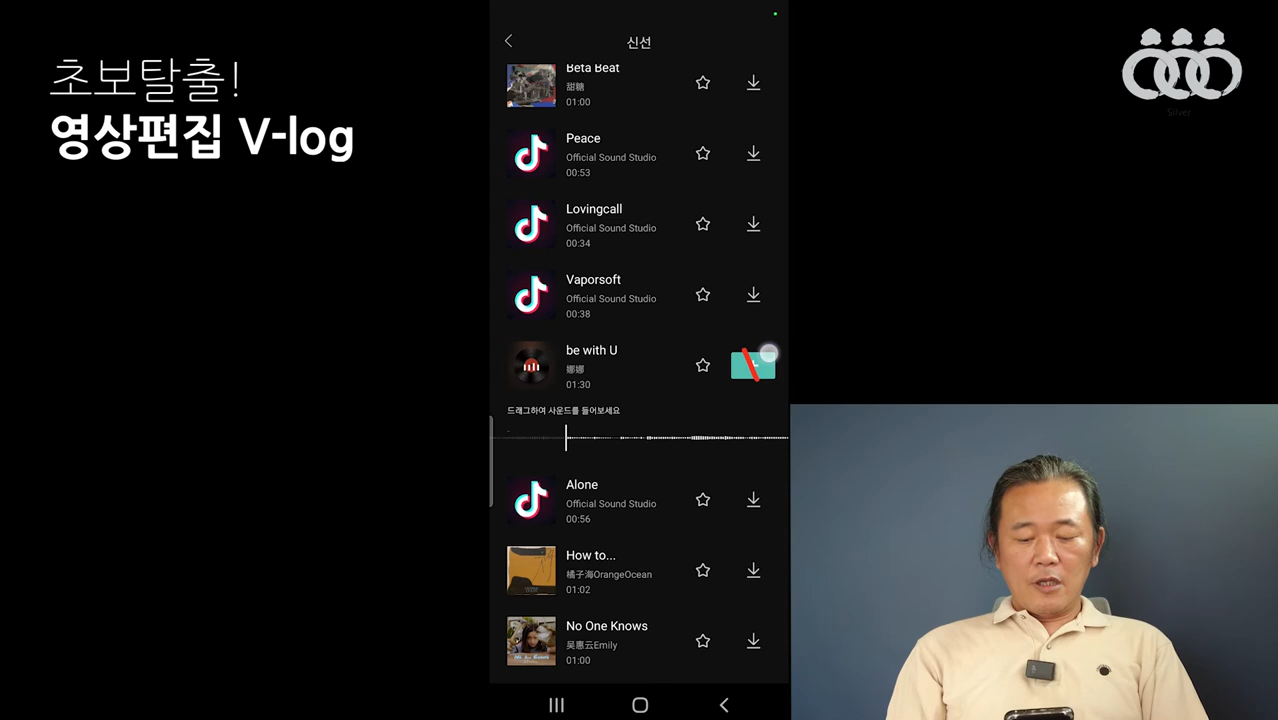 초보탈출!
영상편집 V-log
신선
Beta Beat
甜糖
01:00
Peace
Official Sound Studio
00:53
Lovingcall
Official Sound Studio
00:34
Vaporsoft
Official Sound Studio
00:38
be with U
娜娜
01:30
드래그하여 사운드를 들어보세요
Alone
Official Sound Studio
00:56
How to...
橘子海OrangeOcean
01:02
No One Knows
吴惠云Emily
01:00
Silver